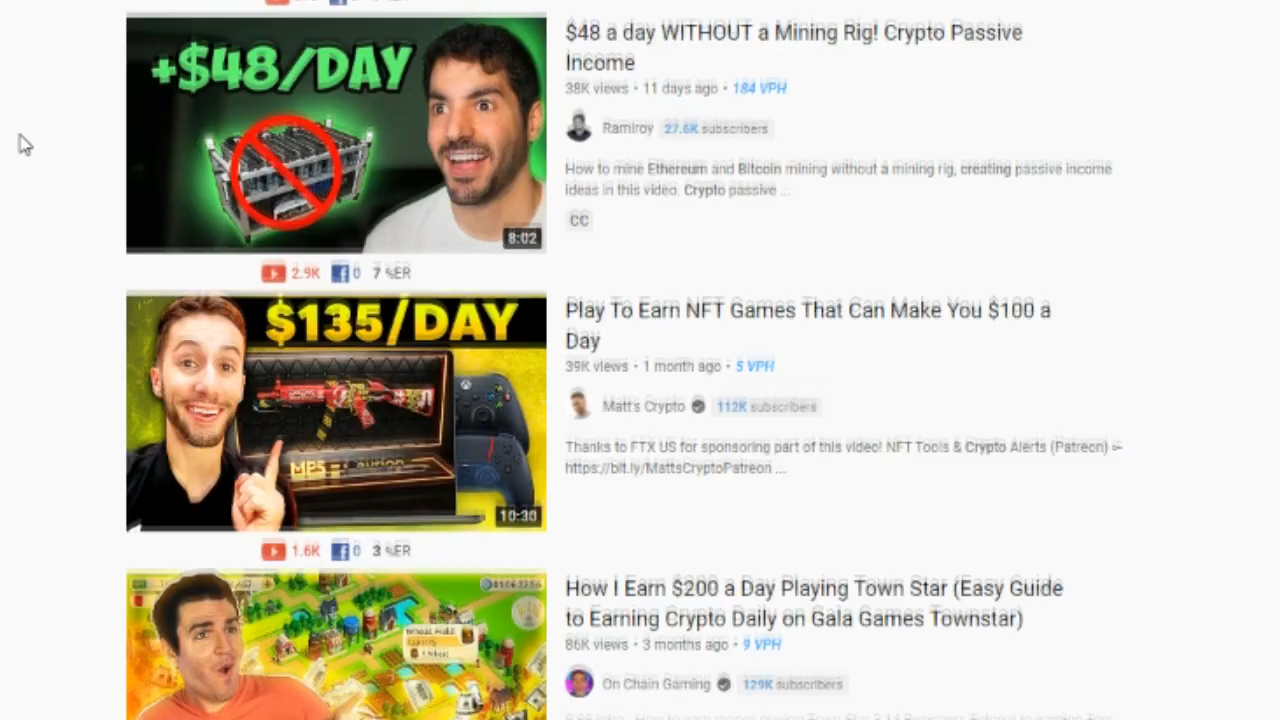 +$48/DAY
8:02
$48 a day WITHOUT a Mining Rig! Crypto Passive
Income
38K views • 11 days ago • 184 VPH
Ramiroy 27.6K subscribers
How to mine Ethereum and Bitcoin mining without a mining rig, creating passive income
ideas in this video. Crypto passive ...
CC
2.9K 0 7 %ER
$135/DAY
MP5 - Caution
10:30
Play To Earn NFT Games That Can Make You $100 a
Day
39K views • 1 month ago • 5 VPH
Matt's Crypto 112K subscribers
Thanks to FTX US for sponsoring part of this video! NFT Tools & Crypto Alerts (Patreon) ➣
https://bit.ly/MattsCryptoPatreon ...
1.6K 0 3 %ER
Wheat Field
How I Earn $200 a Day Playing Town Star (Easy Guide
to Earning Crypto Daily on Gala Games Townstar)
86K views • 3 months ago • 9 VPH
On Chain Gaming 129K subscribers